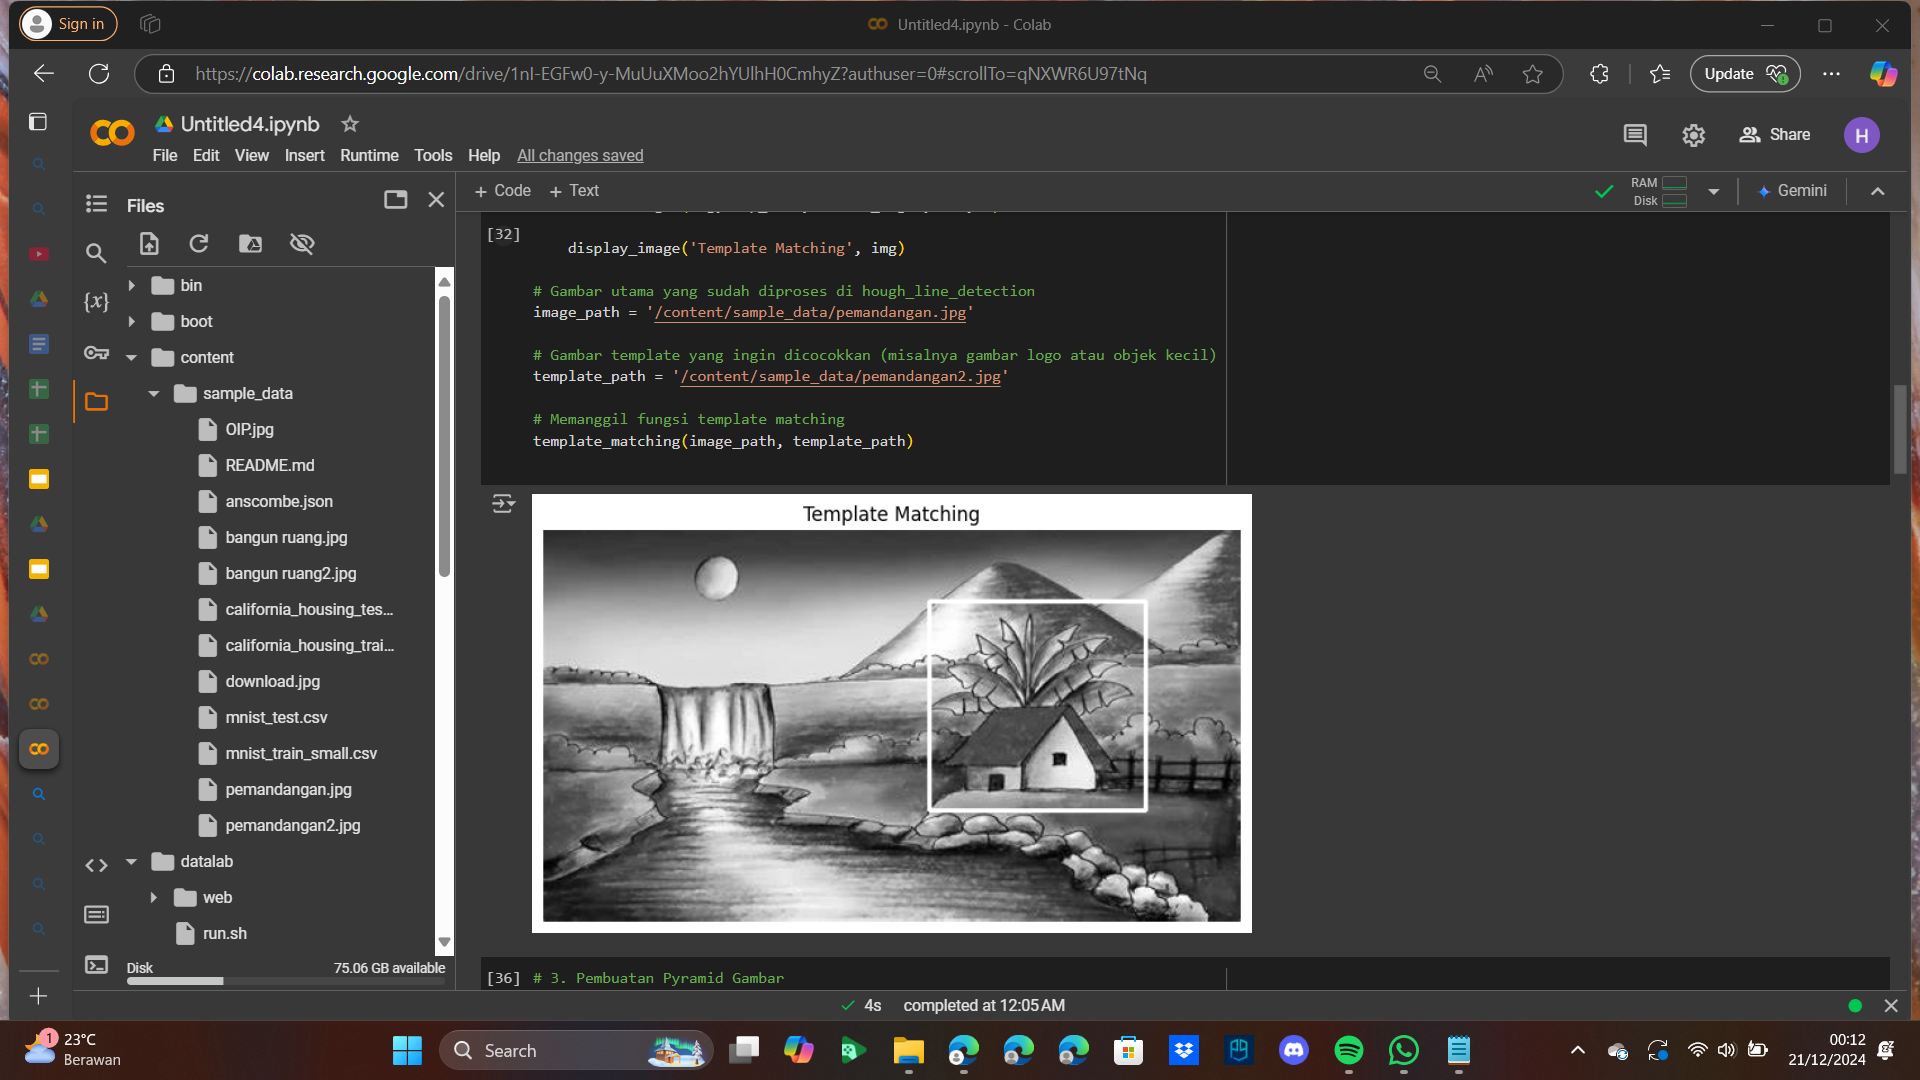 Sign in
Untitled4.ipynb - Colab
https://colab.research.google.com/drive/1nI-EGFw0-y-MuUuXMoo2hYUlhH0CmhyZ?authuser=0#scrollTo=qNXWR6U97tNq
Update
Untitled4.ipynb
File Edit View Insert Runtime Tools Help All changes saved
Share
H
Files
+ Code + Text
RAM
Disk
Gemini
bin
boot
content
sample_data
OIP.jpg
README.md
anscombe.json
bangun ruang.jpg
bangun ruang2.jpg
california_housing_tes...
california_housing_trai...
download.jpg
mnist_test.csv
mnist_train_small.csv
pemandangan.jpg
pemandangan2.jpg
datalab
web
run.sh
Disk 75.06 GB available
[32]
display_image('Template Matching', img)
# Gambar utama yang sudah diproses di hough_line_detection
image_path = '/content/sample_data/pemandangan.jpg'
# Gambar template yang ingin dicocokkan (misalnya gambar logo atau objek kecil)
template_path = '/content/sample_data/pemandangan2.jpg'
# Memanggil fungsi template matching
template_matching(image_path, template_path)
Template Matching
[36] # 3. Pembuatan Pyramid Gambar
4s completed at 12:05 AM
1
23°C
Berawan
Search
00:12
21/12/2024